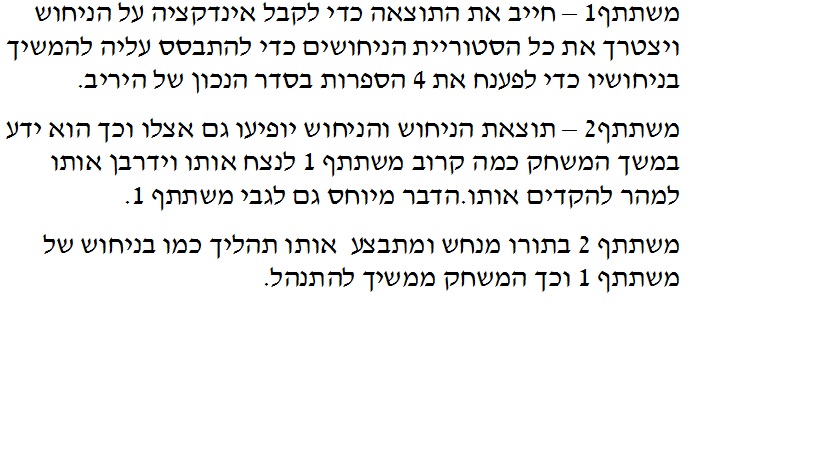 משתתף1 – חייב את התוצאה כדי לקבל אינדקציה על הניחוש
ויצטרך את כל הסטוריית הניחושים כדי להתבסס עליה להמשיך
בניחושיו כדי לפענח את 4 הספרות בסדר הנכון של היריב.
משתתף2 – תוצאת הניחוש והניחוש יופיעו גם אצלו וכך הוא ידע
במשך המשחק כמה קרוב משתתף 1 לנצח אותו וידרבן אותו
למהר להקדים אותו.הדבר מיוחס גם לגבי משתתף 1.
משתתף 2 בתורו מנחש ומתבצע  אותו תהליך כמו בניחוש של
משתתף 1 וכך המשחק ממשיך להתנהל.